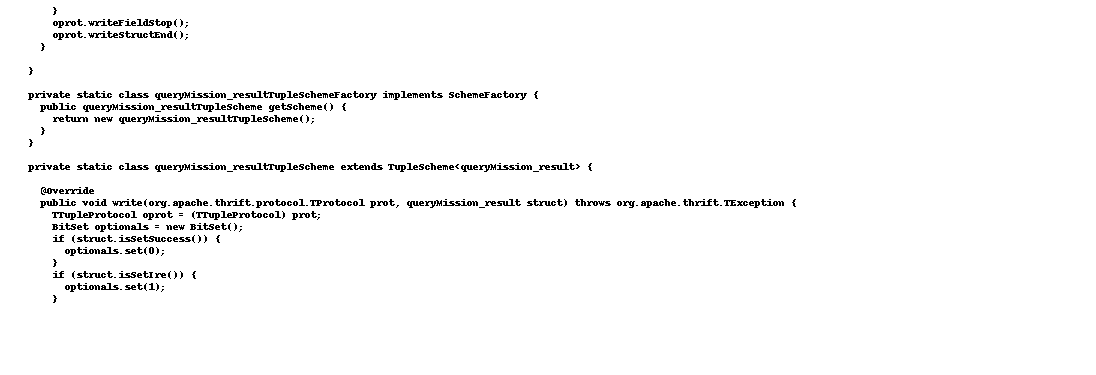 }
    oprot.writeFieldStop();
    oprot.writeStructEnd();
  }

}

private static class queryMission_resultTupleSchemeFactory implements SchemeFactory {
  public queryMission_resultTupleScheme getScheme() {
    return new queryMission_resultTupleScheme();
  }
}

private static class queryMission_resultTupleScheme extends TupleScheme<queryMission_result> {

  @Override
  public void write(org.apache.thrift.protocol.TProtocol prot, queryMission_result struct) throws org.apache.thrift.TException {
    TTupleProtocol oprot = (TTupleProtocol) prot;
    BitSet optionals = new BitSet();
    if (struct.isSetSuccess()) {
      optionals.set(0);
    }
    if (struct.isSetIre()) {
      optionals.set(1);
    }